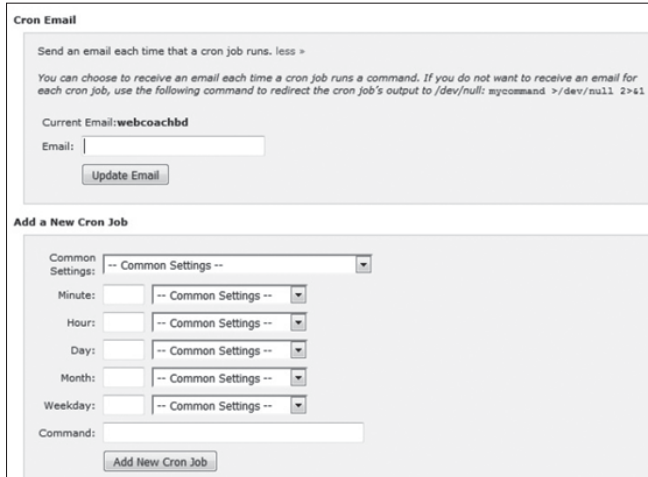 Cron Email
Send an email each time that a cron job runs. less »
You can choose to receive an email each time a cron job runs a command. If you do not want to receive an email for
each cron job, use the following command to redirect the cron job's output to /dev/null: mycommand >/dev/null 2>&1
Current Email:webcoachbd
Email:
Update Email
Add a New Cron Job
Common Settings: -- Common Settings --
Minute: -- Common Settings --
Hour: -- Common Settings --
Day: -- Common Settings --
Month: -- Common Settings --
Weekday: -- Common Settings --
Command:
Add New Cron Job